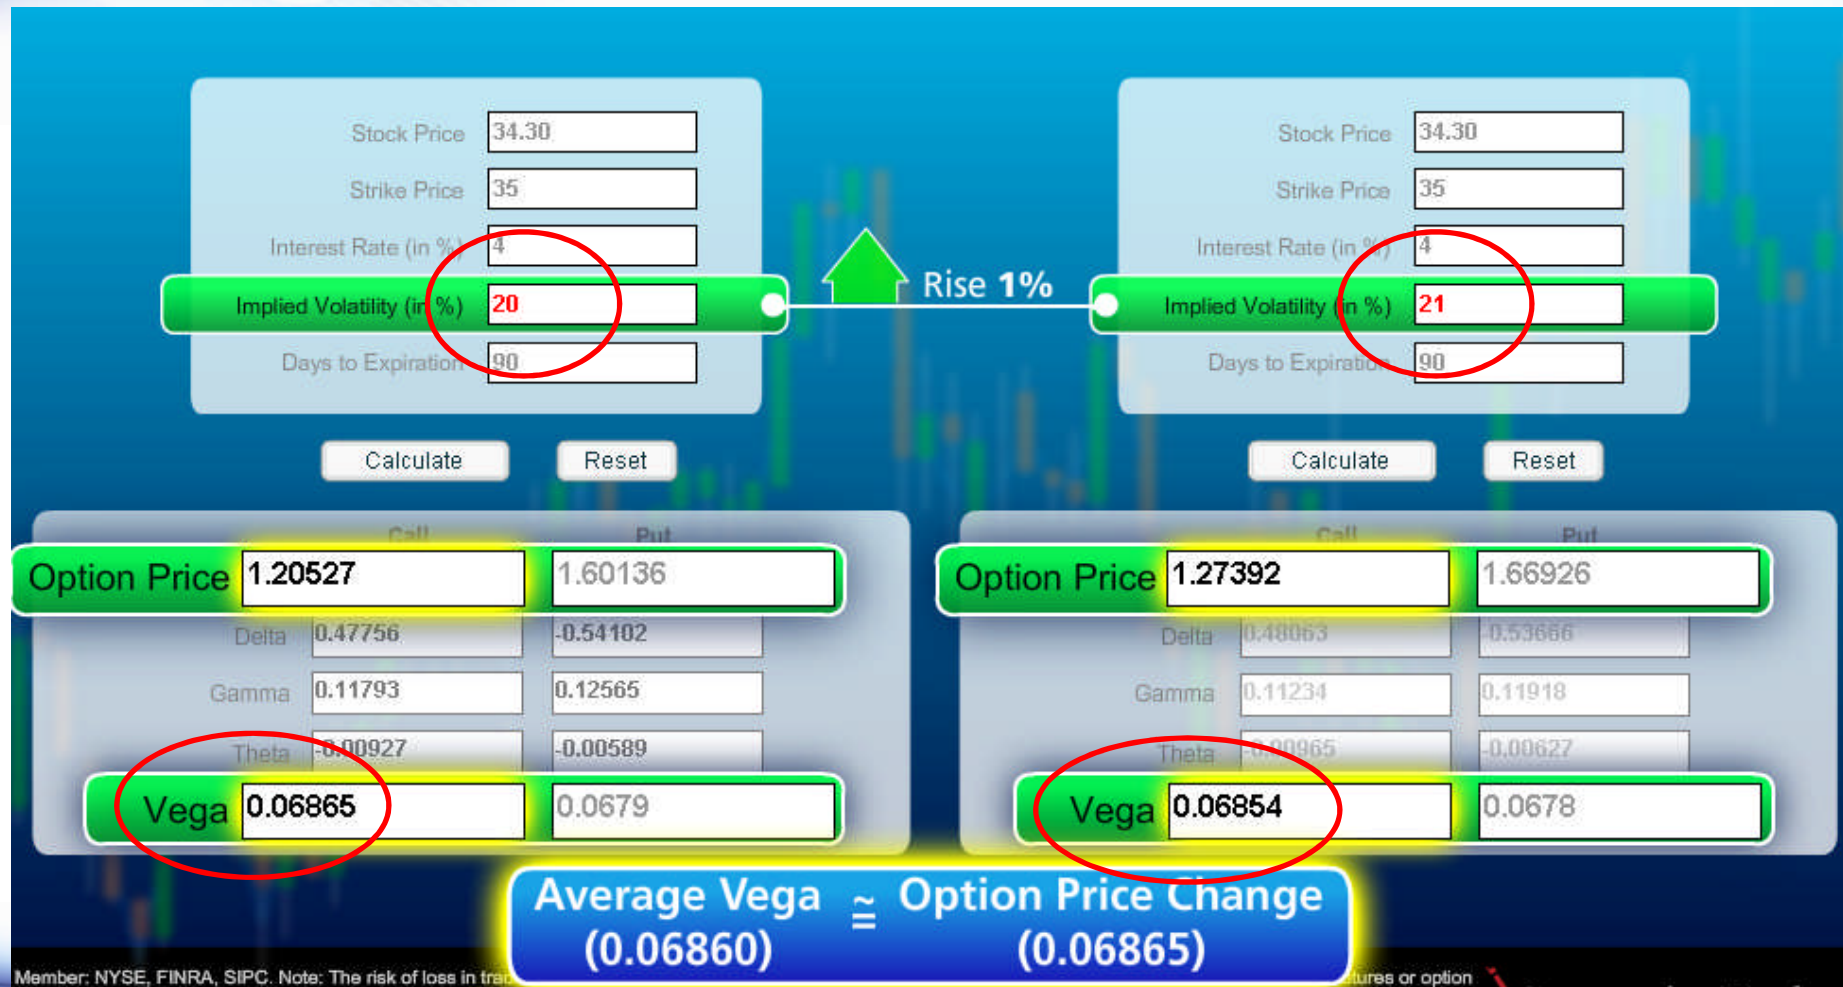 Stock Price 34.30
Strike Price 35
Interest Rate (in %) 4
Implied Volatility (in %) 20
Days to Expiration 90
Calculate Reset
Rise 1%
Stock Price 34.30
Strike Price 35
Interest Rate (in %) 4
Implied Volatility (in %) 21
Days to Expiration 90
Calculate Reset
Call Put
Option Price 1.20527 1.60136
Delta 0.47756 -0.54102
Gamma 0.11793 0.12565
Theta -0.00927 -0.00589
Vega 0.06865 0.0679
Call Put
Option Price 1.27392 1.66926
Delta 0.48063 -0.53666
Gamma 0.11234 0.11918
Theta -0.00965 -0.00627
Vega 0.06854 0.0678
Average Vega ≅ Option Price Change
(0.06860) (0.06865)
Member: NYSE, FINRA, SIPC. Note: The risk of loss in or option